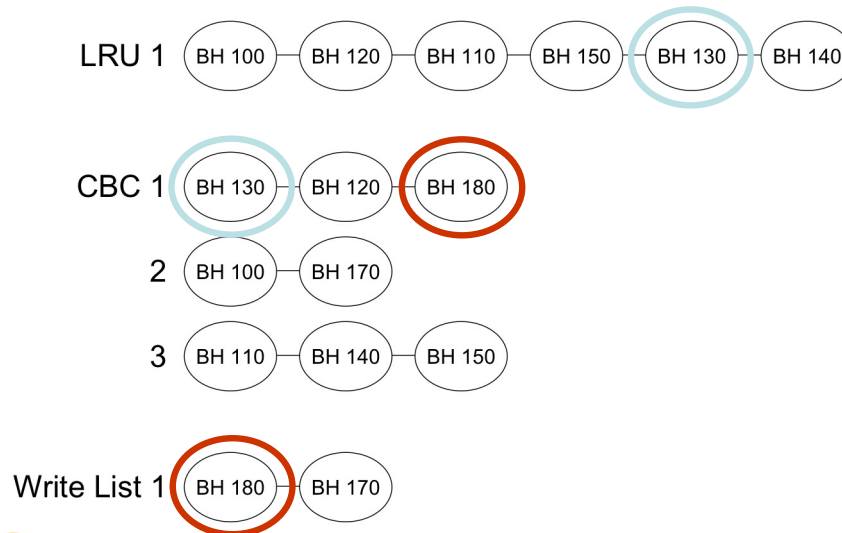 LRU 1 BH 100 BH 120 BH 110 BH 150 BH 130 BH 140
CBC 1 BH 130 BH 120 BH 180
2 BH 100 BH 170
3 BH 110 BH 140 BH 150
Write List 1 BH 180 BH 170